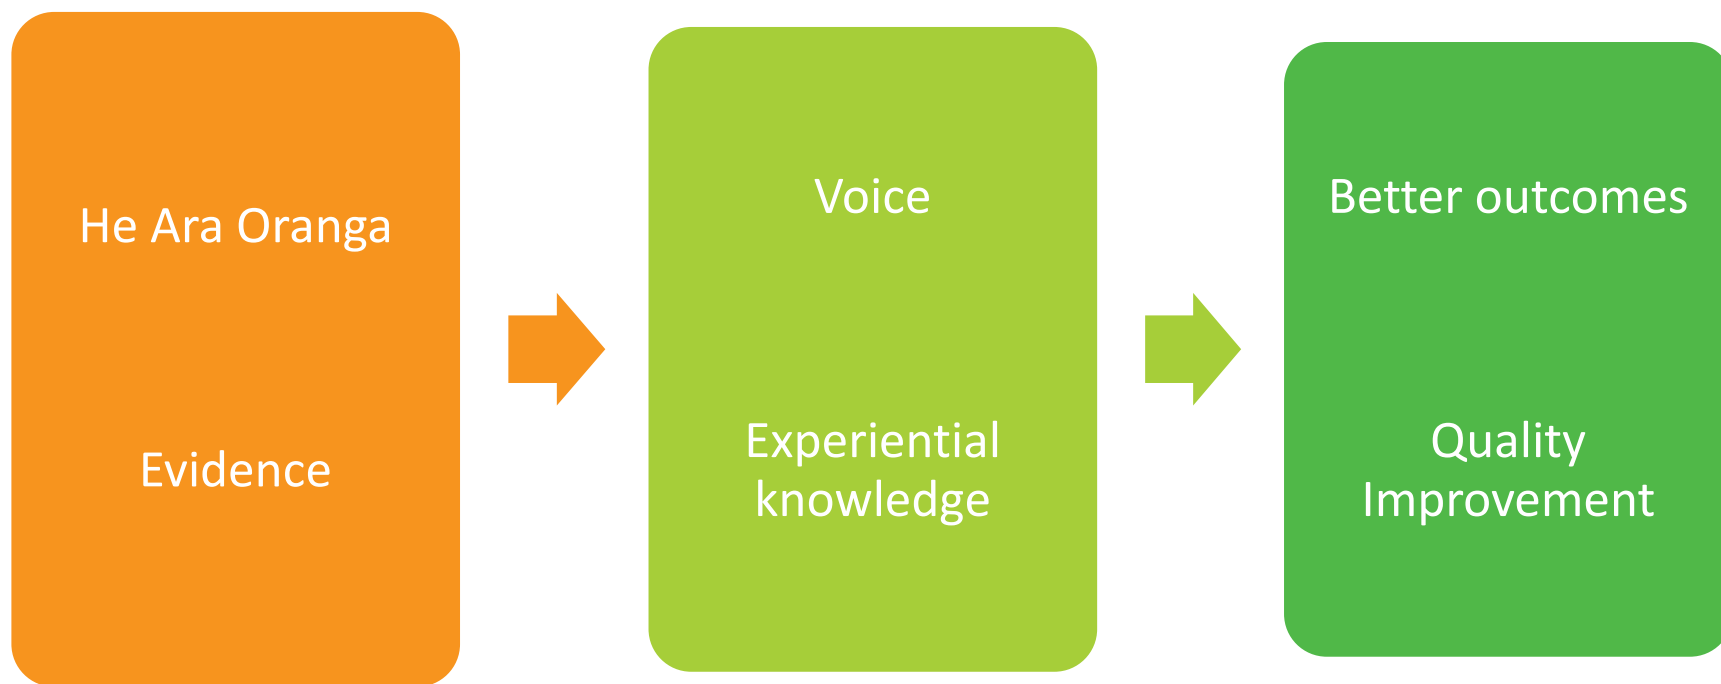 He Ara Oranga
Evidence
Voice
Experiential
knowledge
Better outcomes
Quality
Improvement